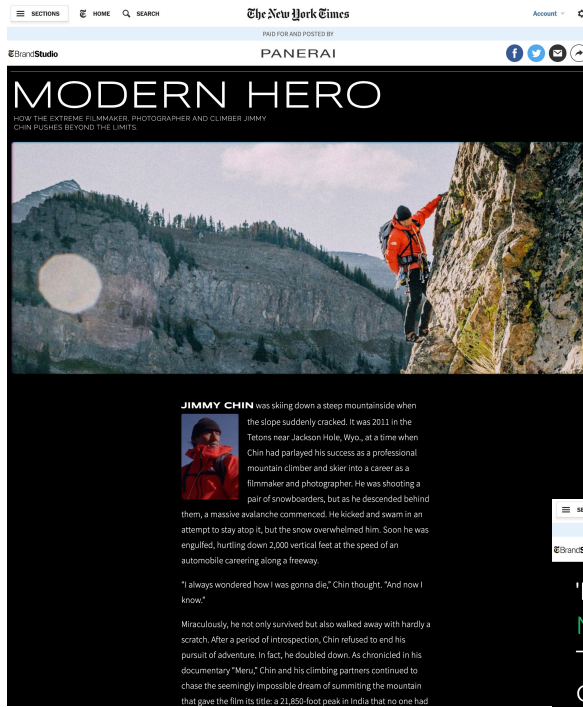 SECTIONS HOME SEARCH The New York Times Account
PAID FOR AND POSTED BY
T BrandStudio PANERAI
MODERN HERO
HOW THE EXTREME FILMMAKER, PHOTOGRAPHER AND CLIMBER JIMMY
CHIN PUSHES BEYOND THE LIMITS.
JIMMY CHIN was skiing down a steep mountainside when
the slope suddenly cracked. It was 2011 in the
Tetons near Jackson Hole, Wyo., at a time when
Chin had parlayed his success as a professional
mountain climber and skier into a career as a
filmmaker and photographer. He was shooting a
pair of snowboarders, but as he descended behind
them, a massive avalanche commenced. He kicked and swam in an
attempt to stay atop it, but the snow overwhelmed him. Soon he was
engulfed, hurtling down 2,000 vertical feet at the speed of an
automobile careering along a freeway.
"I always wondered how I was gonna die," Chin thought. "And now I
know."
Miraculously, he not only survived but also walked away with hardly a
scratch. After a period of introspection, Chin refused to end his
pursuit of adventure. In fact, he doubled down. As chronicled in his
documentary "Meru," Chin and his climbing partners continued to
chase the seemingly impossible dream of summiting the mountain
that gave the film its title: a 21,850-foot peak in India that no one had